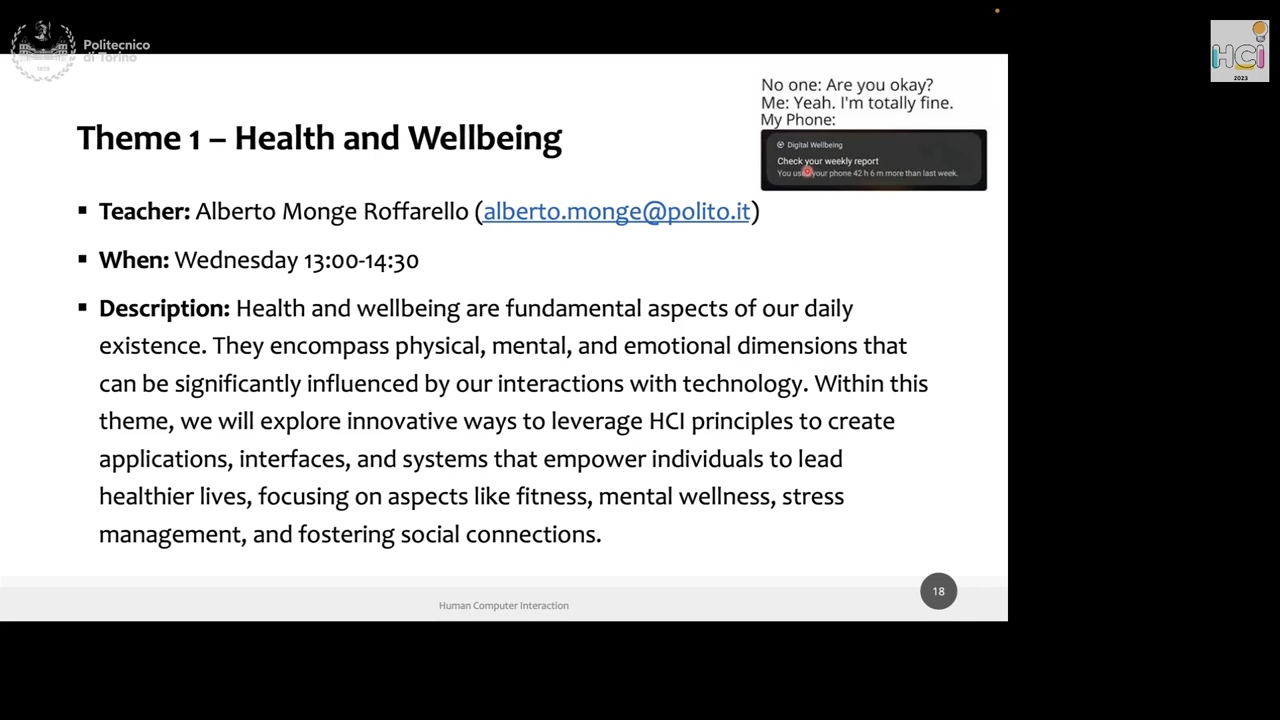 Politecnico
di Torino
1859
HCI
2023
No one: Are you okay?
Me: Yeah. I'm totally fine.
My Phone:
Digital Wellbeing
Check your weekly report
You used your phone 42 h 6 m more than last week.
Theme 1 – Health and Wellbeing
▪ Teacher: Alberto Monge Roffarello (alberto.monge@polito.it)
▪ When: Wednesday 13:00-14:30
▪ Description: Health and wellbeing are fundamental aspects of our daily
existence. They encompass physical, mental, and emotional dimensions that
can be significantly influenced by our interactions with technology. Within this
theme, we will explore innovative ways to leverage HCI principles to create
applications, interfaces, and systems that empower individuals to lead
healthier lives, focusing on aspects like fitness, mental wellness, stress
management, and fostering social connections.
Human Computer Interaction
18